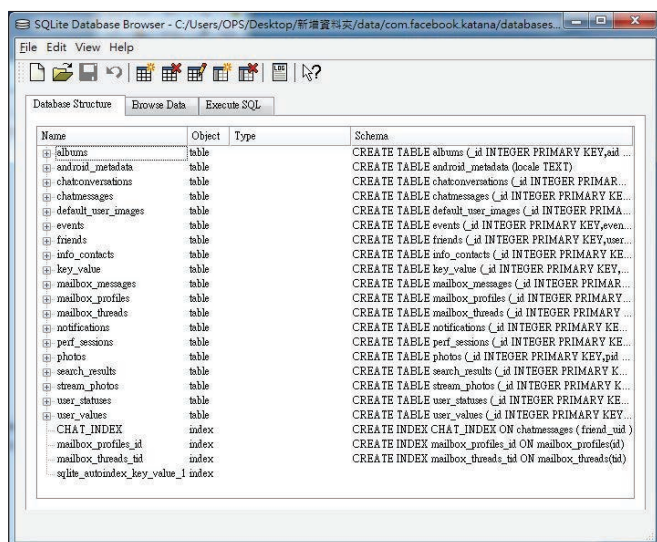 SQLite Database Browser - C:/Users/OPS/Desktop/新增資料夾/data/com.facebook.katana/databases...
File Edit View Help
Database Structure Browse Data Execute SQL
Name Object Type Schema
albums table CREATE TABLE albums (_id INTEGER PRIMARY KEY,aid ...
android_metadata table CREATE TABLE android_metadata (locale TEXT)
chatconversations table CREATE TABLE chatconversations (_id INTEGER PRIMAR...
chatmessages table CREATE TABLE chatmessages (_id INTEGER PRIMARY KE...
default_user_images table CREATE TABLE default_user_images (_id INTEGER PRIMA...
events table CREATE TABLE events (_id INTEGER PRIMARY KEY,even...
friends table CREATE TABLE friends (_id INTEGER PRIMARY KEY,user...
info_contacts table CREATE TABLE info_contacts (_id INTEGER PRIMARY KE...
key_value table CREATE TABLE key_value (_id INTEGER PRIMARY KEY,...
mailbox_messages table CREATE TABLE mailbox_messages (_id INTEGER PRIMAR...
mailbox_profiles table CREATE TABLE mailbox_profiles (_id INTEGER PRIMARY ...
mailbox_threads table CREATE TABLE mailbox_threads (_id INTEGER PRIMARY ...
notifications table CREATE TABLE notifications (_id INTEGER PRIMARY KE...
perf_sessions table CREATE TABLE perf_sessions (_id INTEGER PRIMARY KE...
photos table CREATE TABLE photos (_id INTEGER PRIMARY KEY,pid ...
search_results table CREATE TABLE search_results (_id INTEGER PRIMARY K...
stream_photos table CREATE TABLE stream_photos (_id INTEGER PRIMARY K...
user_statuses table CREATE TABLE user_statuses (_id INTEGER PRIMARY KE...
user_values table CREATE TABLE user_values (_id INTEGER PRIMARY KEY...
CHAT_INDEX index CREATE INDEX CHAT_INDEX ON chatmessages ( friend_uid )
mailbox_profiles_id index CREATE INDEX mailbox_profiles_id ON mailbox_profiles(id)
mailbox_threads_tid index CREATE INDEX mailbox_threads_tid ON mailbox_threads(tid)
sqlite_autoindex_key_value_1 index